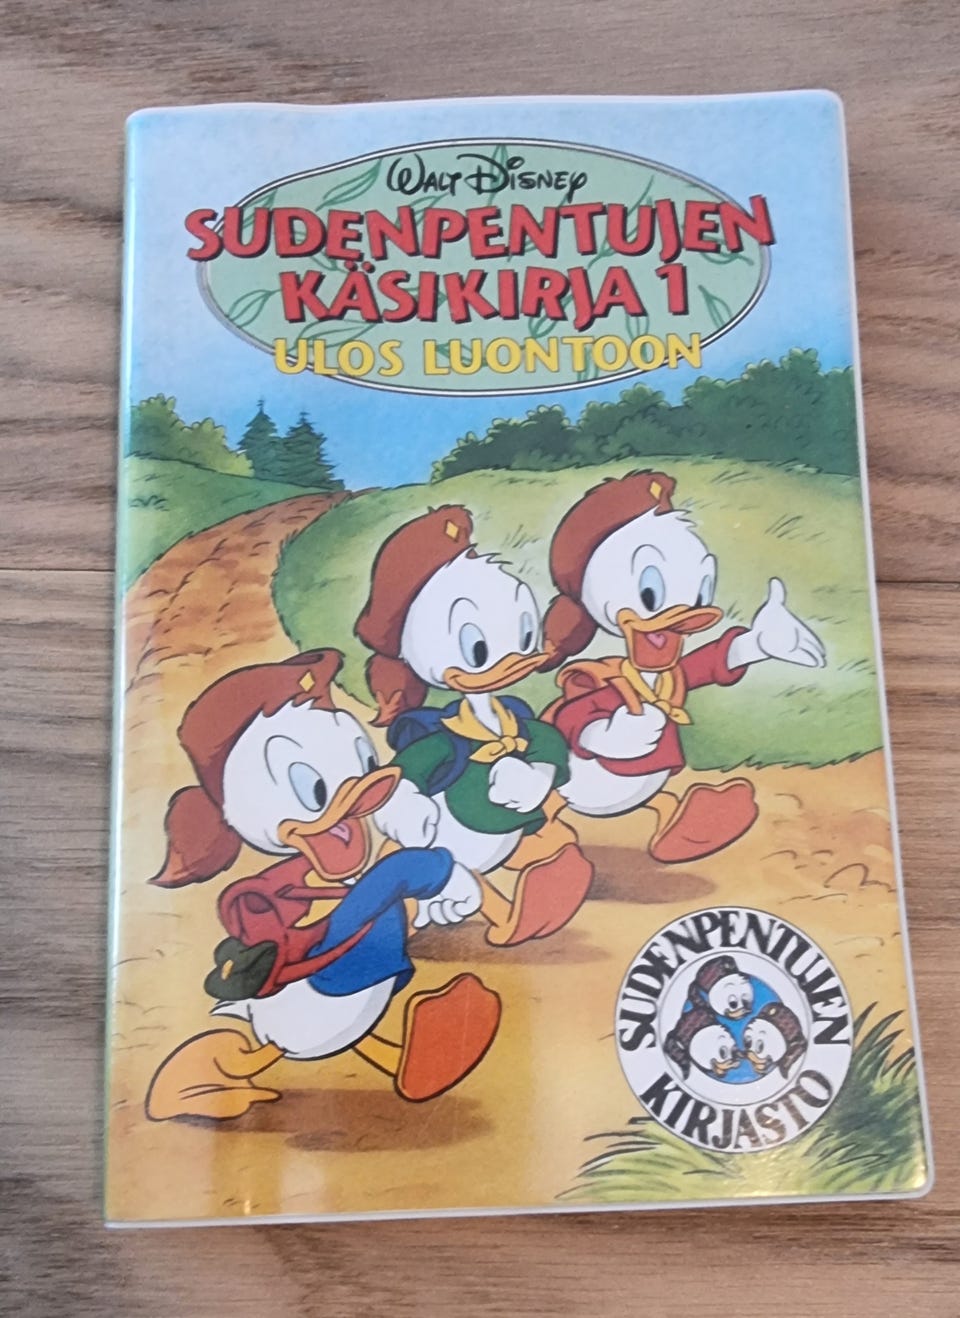 WALT DISNEY
SUDENPENTUJEN
KÄSIKIRJA 1
ULOS LUONTOON
SUDENPENTUJEN
KIRJASTO